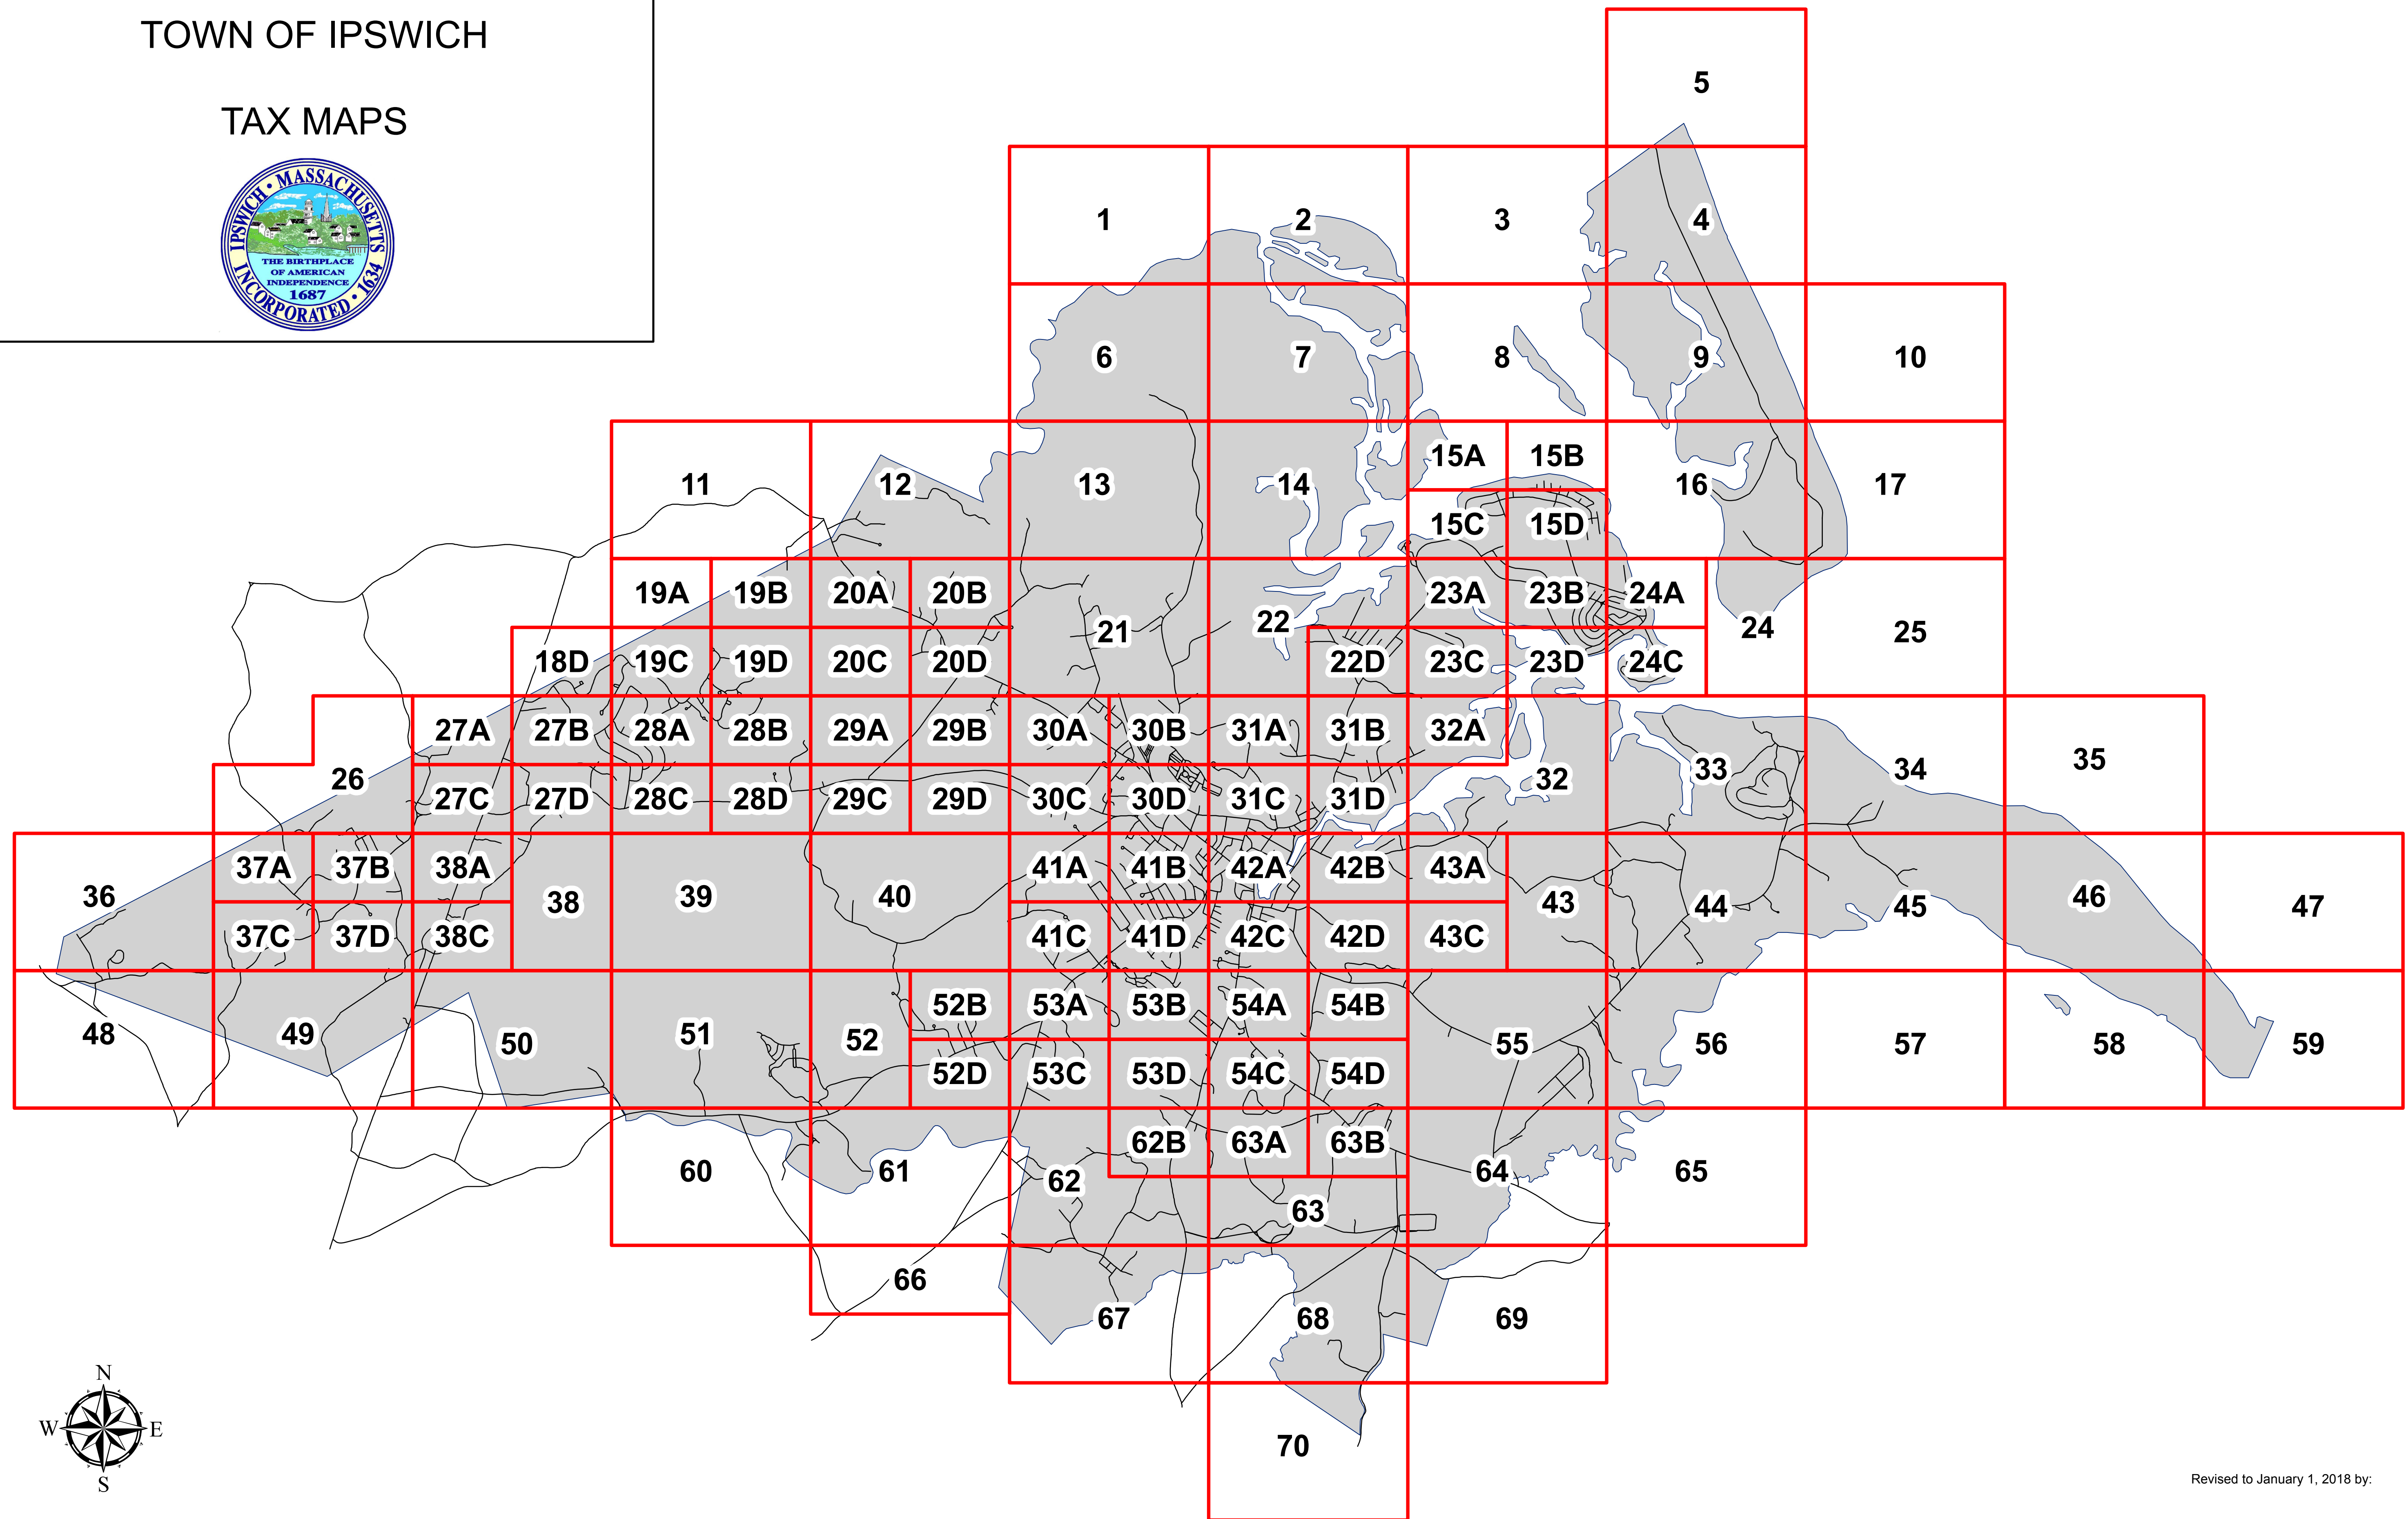 TOWN OF IPSWICH
TAX MAPS
IPSWICH • MASSACHUSETTS
INCORPORATED • 1634
THE BIRTHPLACE
OF AMERICAN
INDEPENDENCE
1687
5
1 2 3 4
6 7 8 9 10
15A 15B
11 12 13 14 16 17
15C 15D
19A 19B 20A 20B 23A 23B 24A
21 22 24 25
18D 19C 19D 20C 20D 22D 23C 23D 24C
27A 27B 28A 28B 29A 29B 30A 30B 31A 31B 32A
26 32 33 34 35
27C 27D 28C 28D 29C 29D 30C 30D 31C 31D
37A 37B 38A 41A 41B 42A 42B 43A
36 38 39 40 43 44 45 46 47
37C 37D 38C 41C 41D 42C 42D 43C
52B 53A 53B 54A 54B
48 49 50 51 52 55 56 57 58 59
52D 53C 53D 54C 54D
62B 63A 63B
60 61 62 64 65
63
66
67 68 69
70
N
W E
S
Revised to January 1, 2018 by: